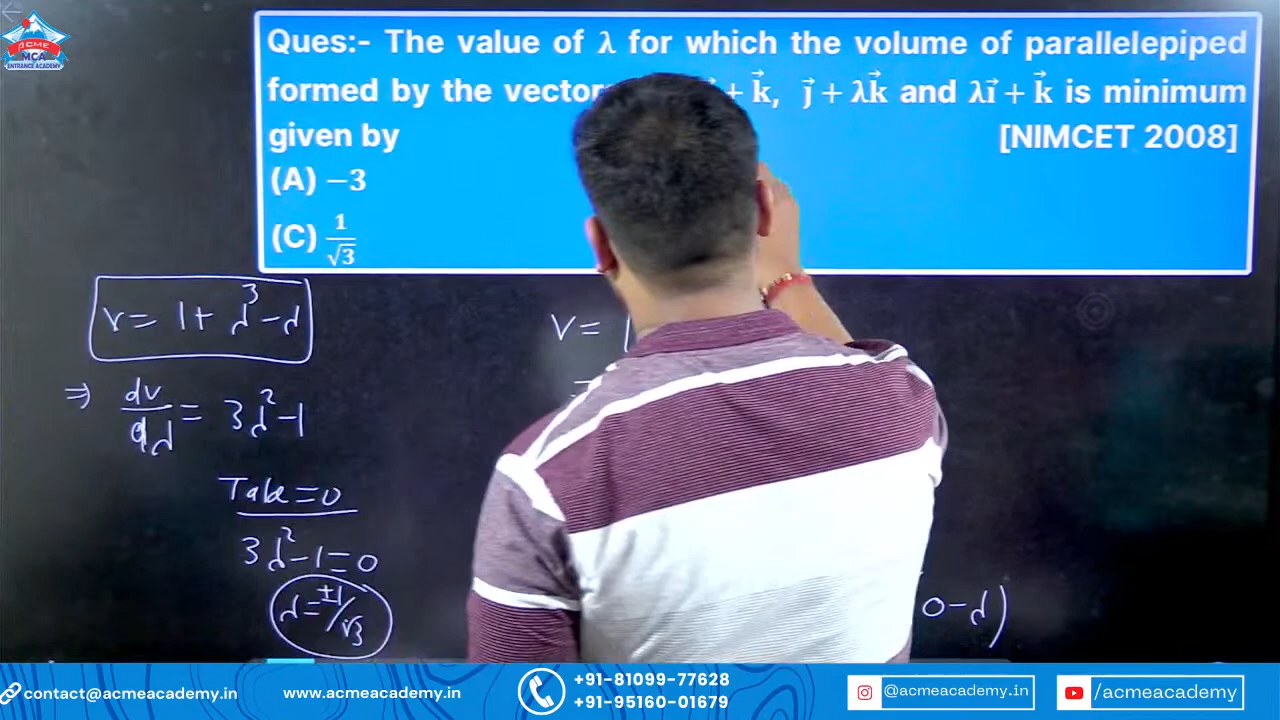 ACME
MCA
ENTRANCE ACADEMY
Ques:- The value of λ for which the volume of parallelepiped
formed by the vector + k⃗, j⃗ + λk⃗ and λi⃗ + k⃗ is minimum
given by [NIMCET 2008]
(A) −3
(C) 1/√3
v = 1 + λ³ − λ
v =
⇒ dv/dλ = 3λ² − 1
Take = 0
3λ² − 1 = 0
λ = ±1/√3
0 − λ)
contact@acmeacademy.in
www.acmeacademy.in
+91-81099-77628
+91-95160-01679
@acmeacademy.in
/acmeacademy